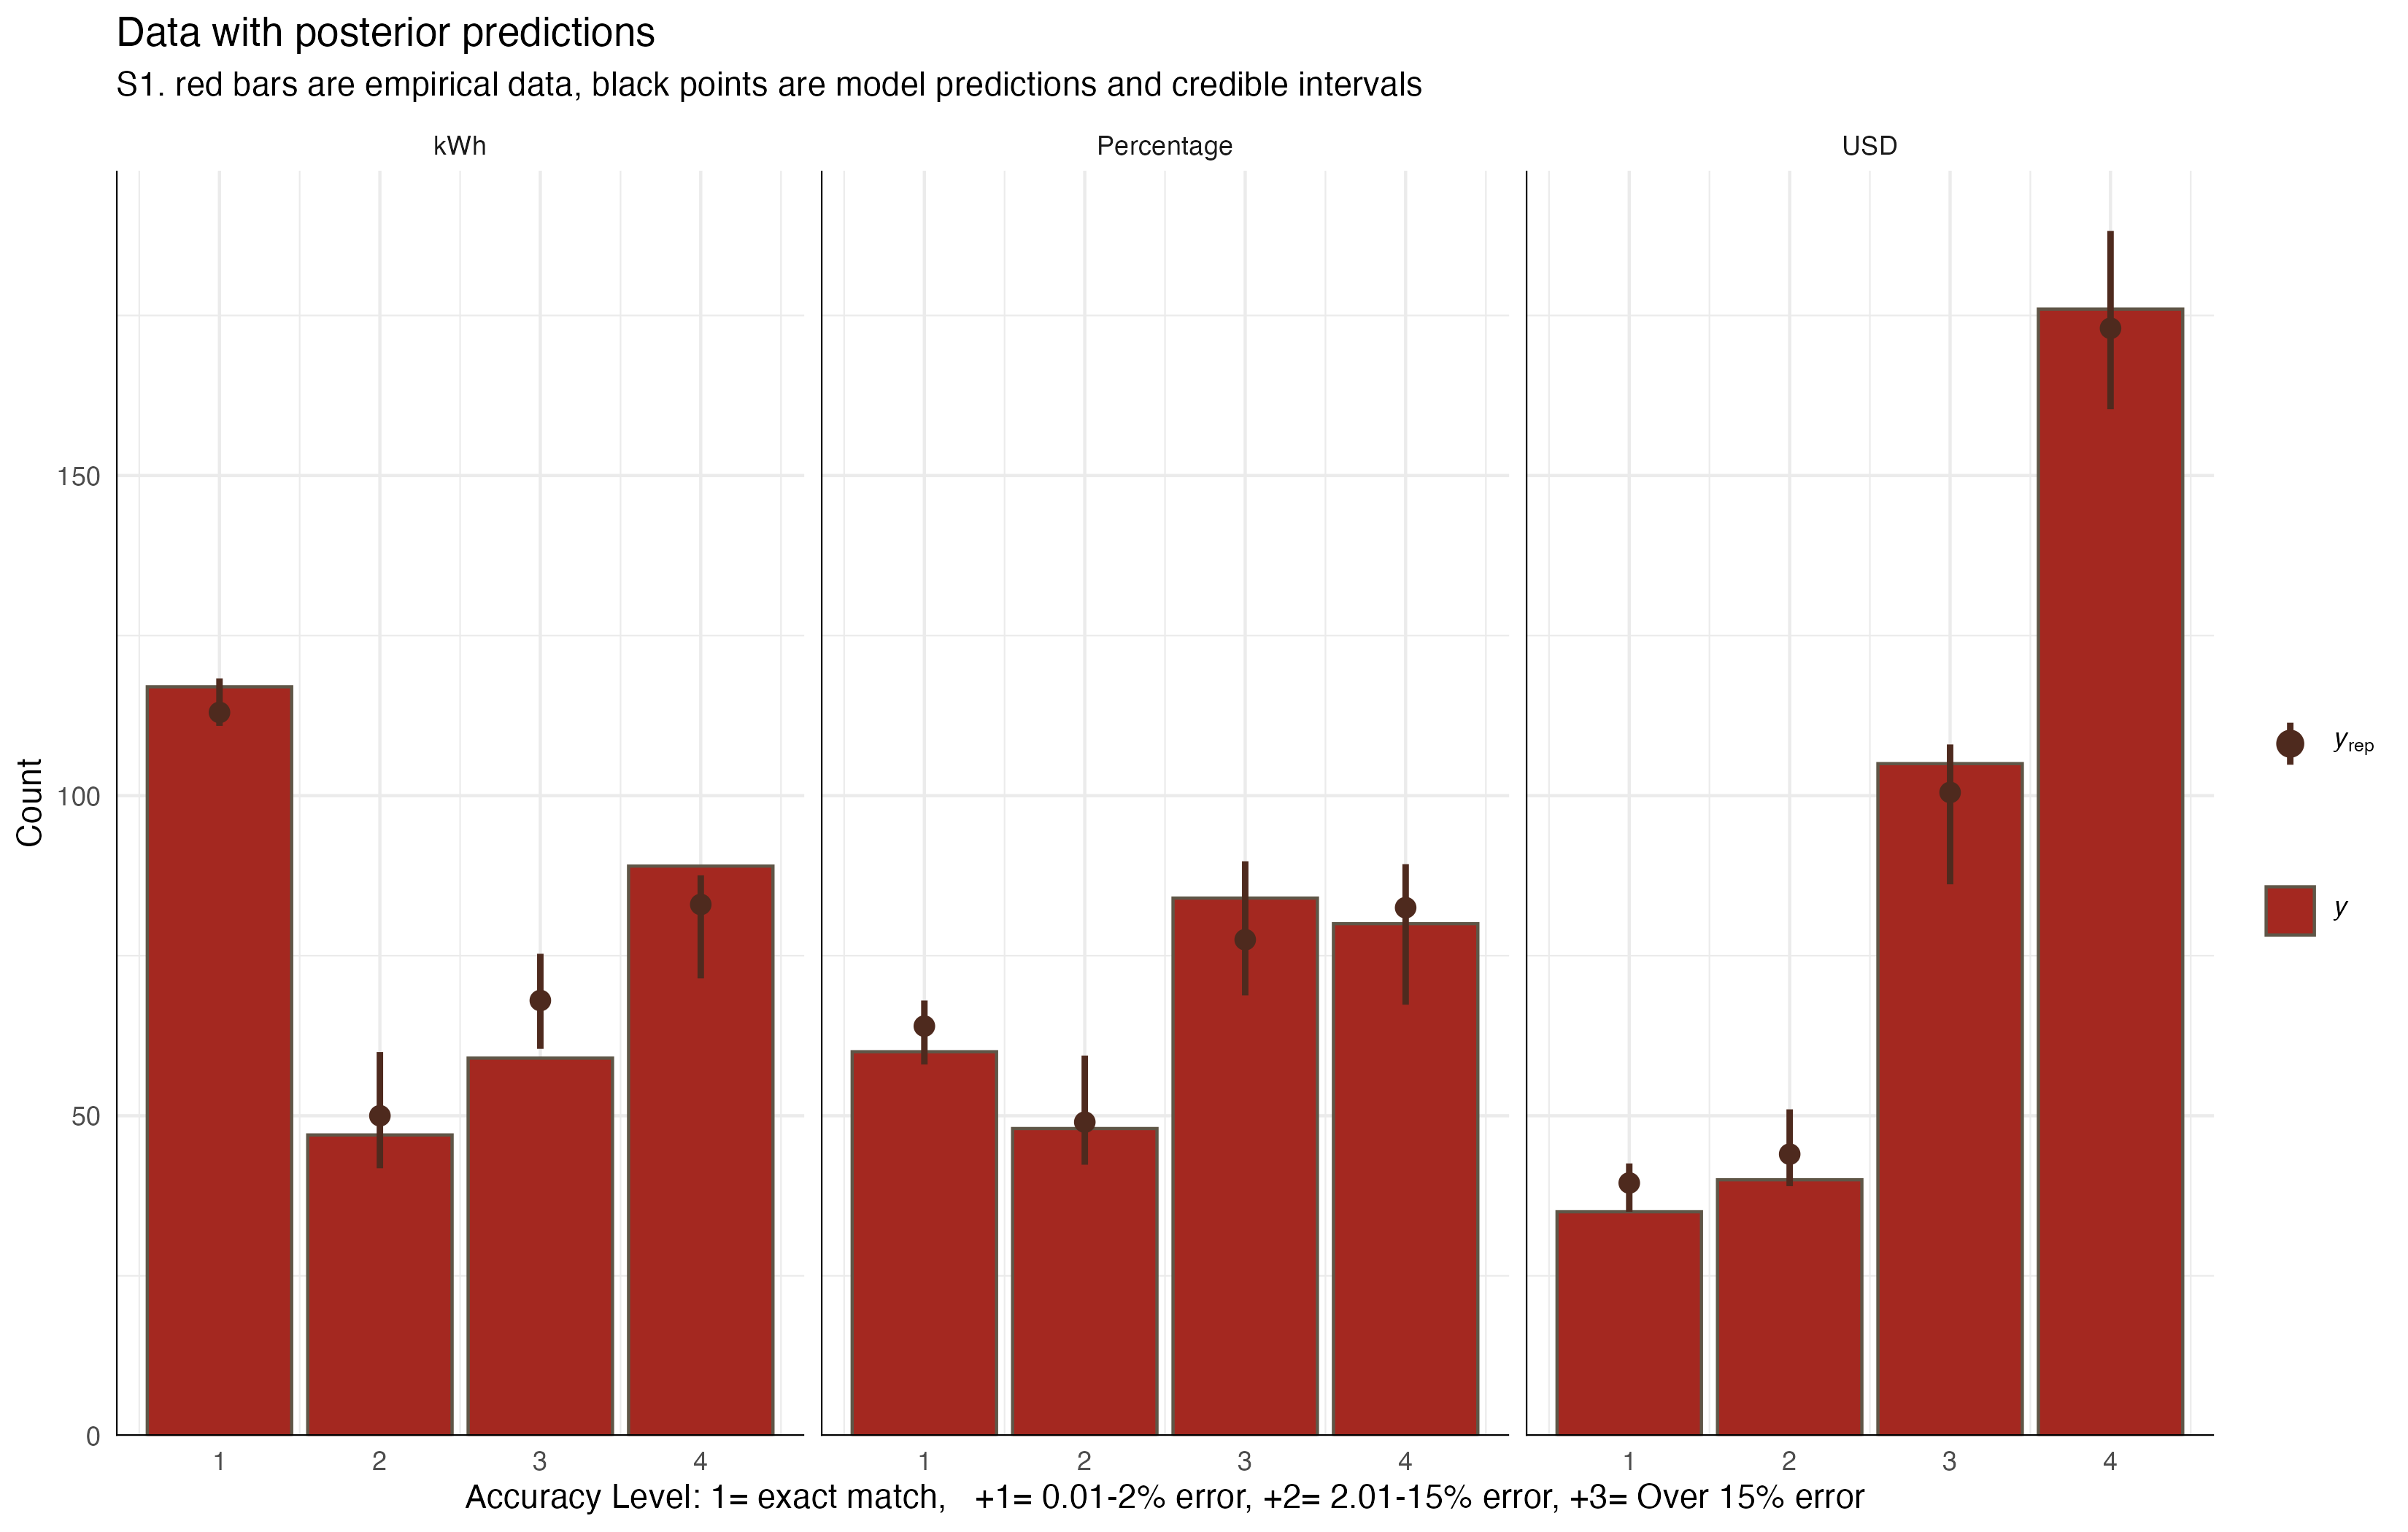 Data with posterior predictions
S1. red bars are empirical data, black points are model predictions and credible intervals
kWh Percentage USD
Count
150
100
50
0
1 2 3 4 1 2 3 4 1 2 3 4
Accuracy Level: 1= exact match,   +1= 0.01-2% error, +2= 2.01-15% error, +3= Over 15% error
yrep
y